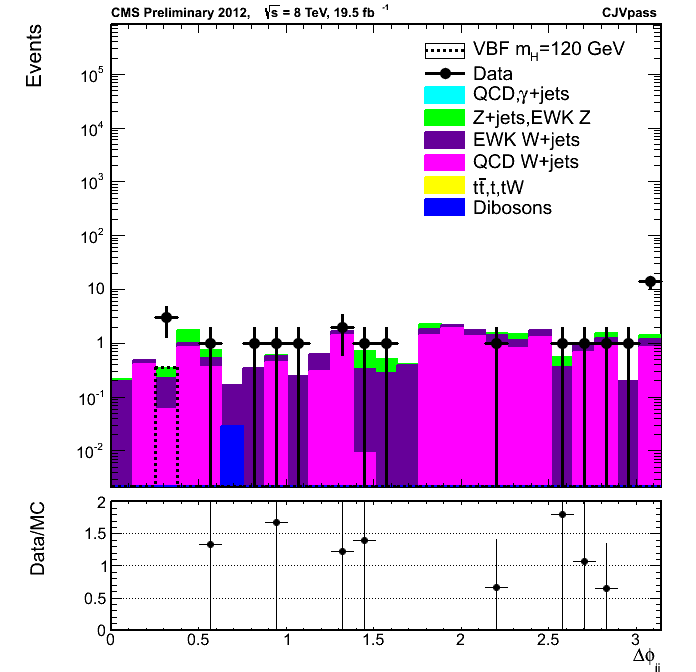 CMS Preliminary 2012, √s = 8 TeV, 19.5 fb⁻¹ CJVpass
Events
VBF m_H=120 GeV
Data
QCD,γ+jets
Z+jets,EWK Z
EWK W+jets
QCD W+jets
tt̄,t,tW
Dibosons
10⁵
10⁴
10³
10²
10
1
10⁻¹
10⁻²
Data/MC
2
1.5
1
0.5
0
0 0.5 1 1.5 2 2.5 3
Δϕ_jj